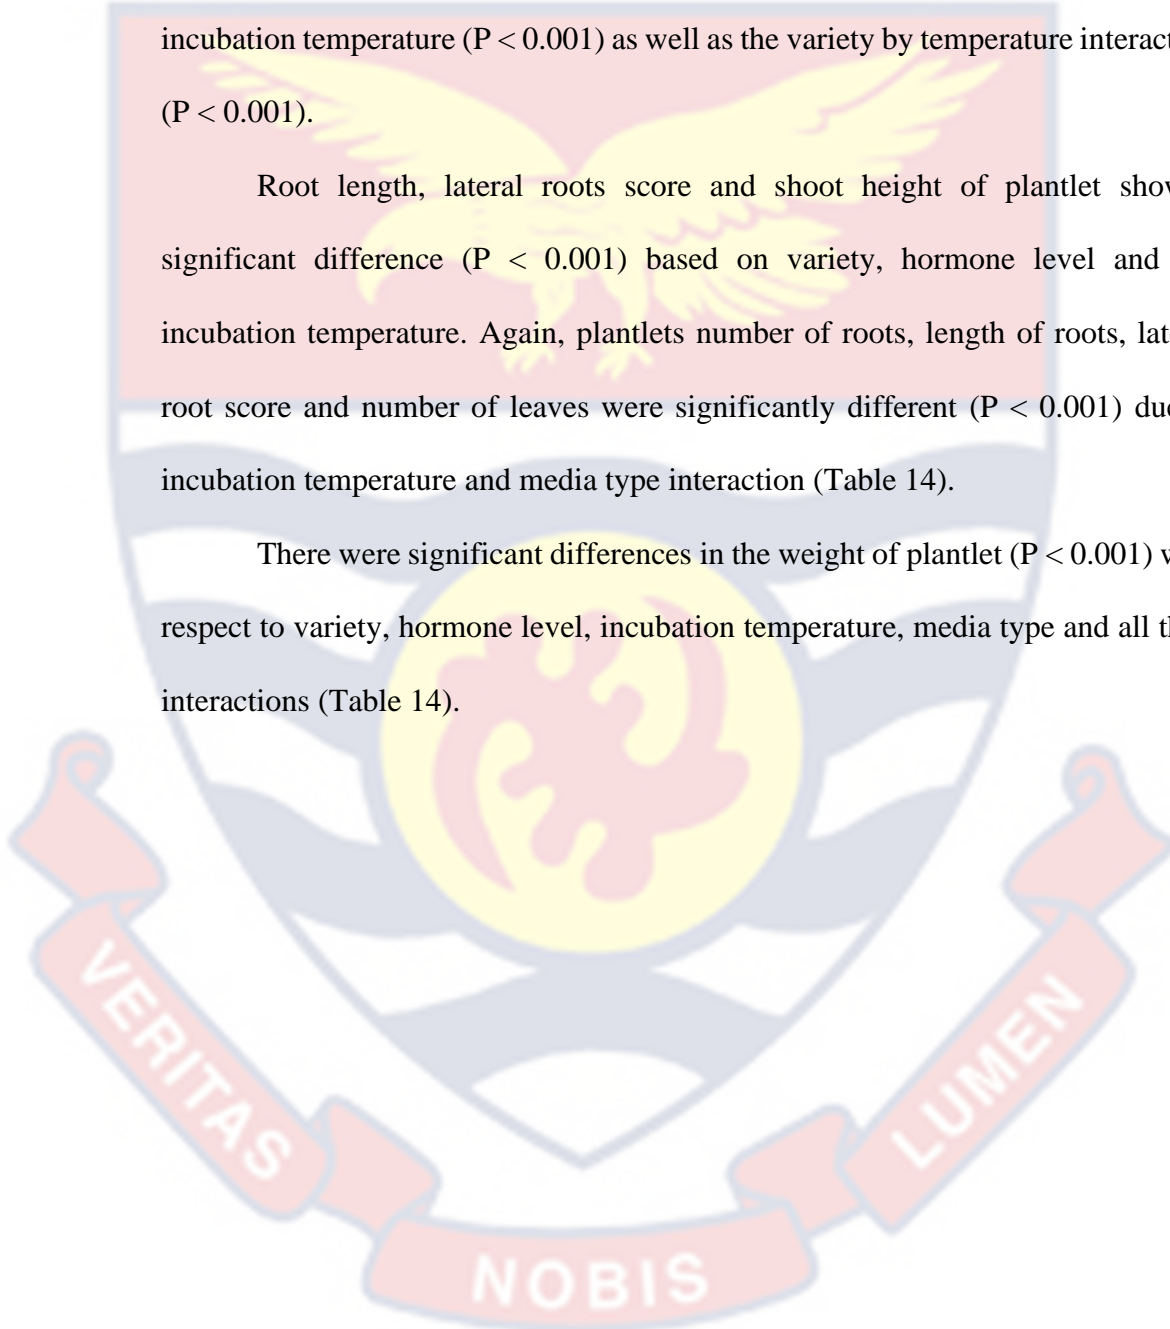 incubation temperature (P < 0.001) as well as the variety by temperature interact
(P < 0.001).
Root length, lateral roots score and shoot height of plantlet show
significant difference (P < 0.001) based on variety, hormone level and
incubation temperature. Again, plantlets number of roots, length of roots, lat
root score and number of leaves were significantly different (P < 0.001) due
incubation temperature and media type interaction (Table 14).
There were significant differences in the weight of plantlet (P < 0.001) w
respect to variety, hormone level, incubation temperature, media type and all th
interactions (Table 14).
VERITAS
NOBIS
LUMEN